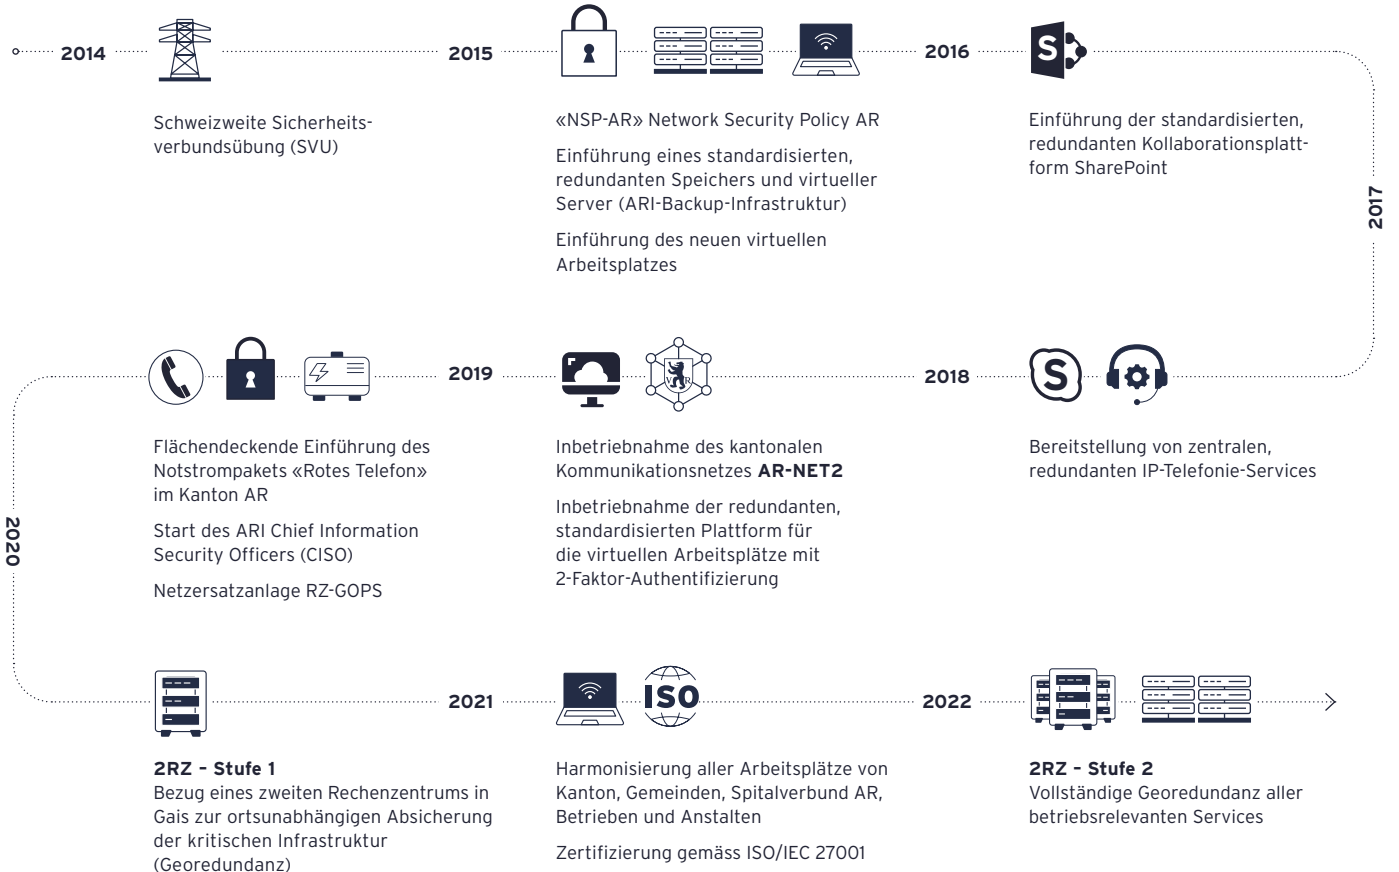 2014
Schweizweite Sicherheits-
verbundsübung (SVU)
2015
«NSP-AR» Network Security Policy AR
Einführung eines standardisierten,
redundanten Speichers und virtueller
Server (ARI-Backup-Infrastruktur)
Einführung des neuen virtuellen
Arbeitsplatzes
2016
S
Einführung der standardisierten,
redundanten Kollaborationsplatt-
form SharePoint
2017
S
Bereitstellung von zentralen,
redundanten IP-Telefonie-Services
2018
V R
Inbetriebnahme des kantonalen
Kommunikationsnetzes AR-NET2
Inbetriebnahme der redundanten,
standardisierten Plattform für
die virtuellen Arbeitsplätze mit
2-Faktor-Authentifizierung
2019
Flächendeckende Einführung des
Notstrompakets «Rotes Telefon»
im Kanton AR
Start des ARI Chief Information
Security Officers (CISO)
Netzersatzanlage RZ-GOPS
2020
2RZ – Stufe 1
Bezug eines zweiten Rechenzentrums in
Gais zur ortsunabhängigen Absicherung
der kritischen Infrastruktur
(Georedundanz)
2021
ISO
Harmonisierung aller Arbeitsplätze von
Kanton, Gemeinden, Spitalverbund AR,
Betrieben und Anstalten
Zertifizierung gemäss ISO/IEC 27001
2022
2RZ – Stufe 2
Vollständige Georedundanz aller
betriebsrelevanten Services